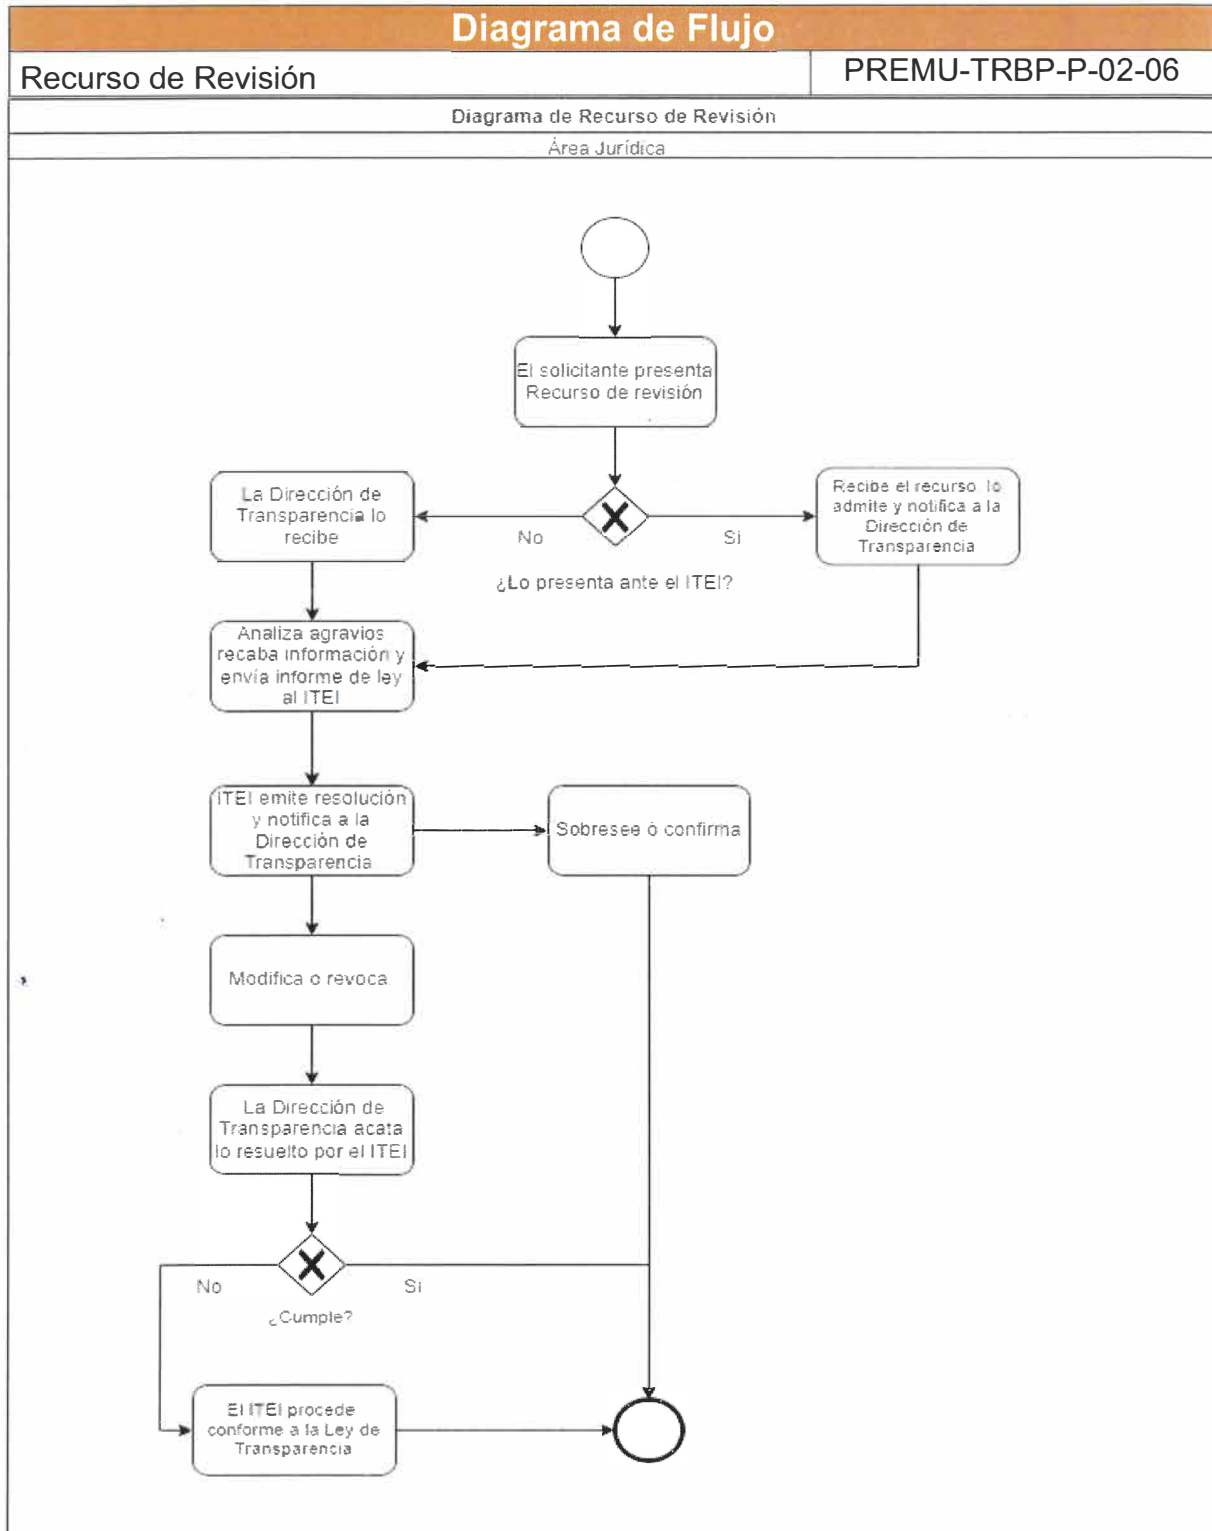 Diagrama de Flujo
Recurso de Revisión
PREMU-TRBP-P-02-06
Diagrama de Recurso de Revisión
Área Jurídica
El solicitante presenta
Recurso de revisión
La Dirección de
Transparencia lo
recibe
No
Si
Recibe el recurso, lo
admite y notifica a la
Dirección de
Transparencia
¿Lo presenta ante el ITEI?
Analiza agravios
recaba información y
envía informe de ley
al ITEI
ITEI emite resolución
y notifica a la
Dirección de
Transparencia
Sobresee ó confirma
Modifica o revoca
La Dirección de
Transparencia acata
lo resuelto por el ITEI
No
Si
¿Cumple?
El ITEI procede
conforme a la Ley de
Transparencia